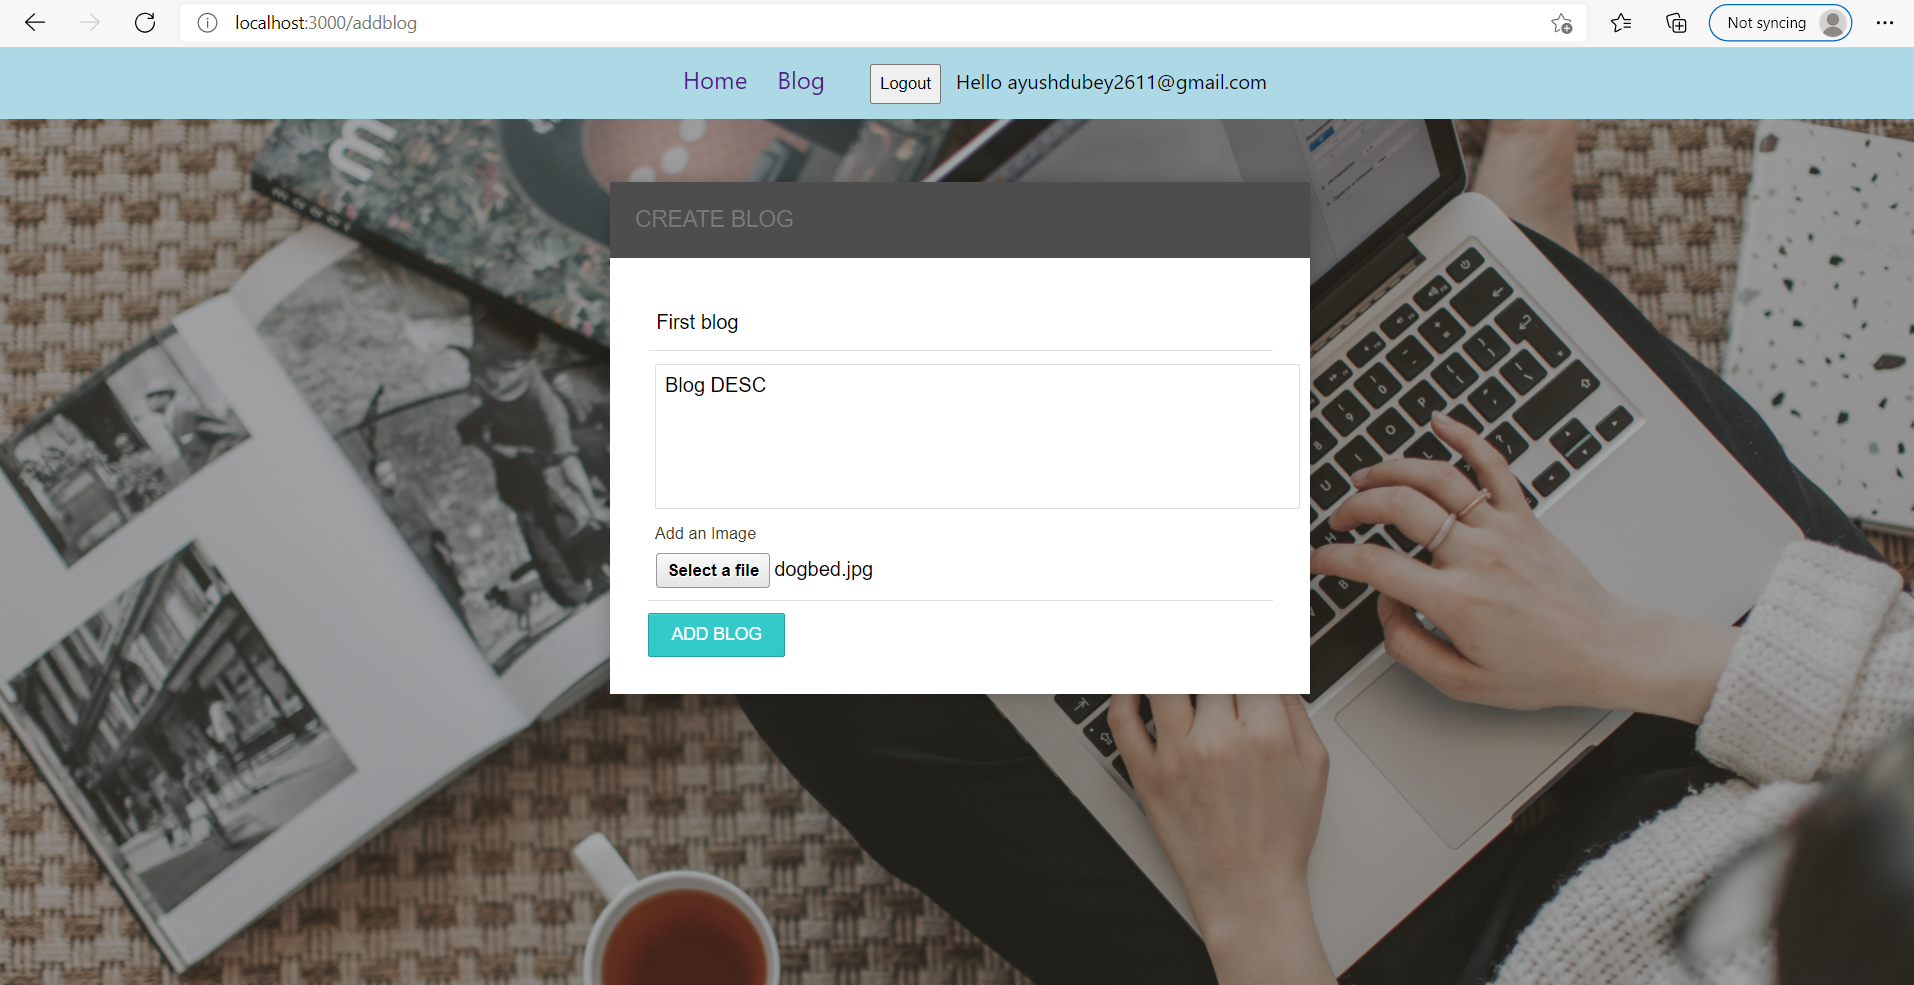 localhost:3000/addblog
Not syncing
Home Blog Logout Hello ayushdubey2611@gmail.com
CREATE BLOG
First blog
Blog DESC
Add an Image
Select a file dogbed.jpg
ADD BLOG